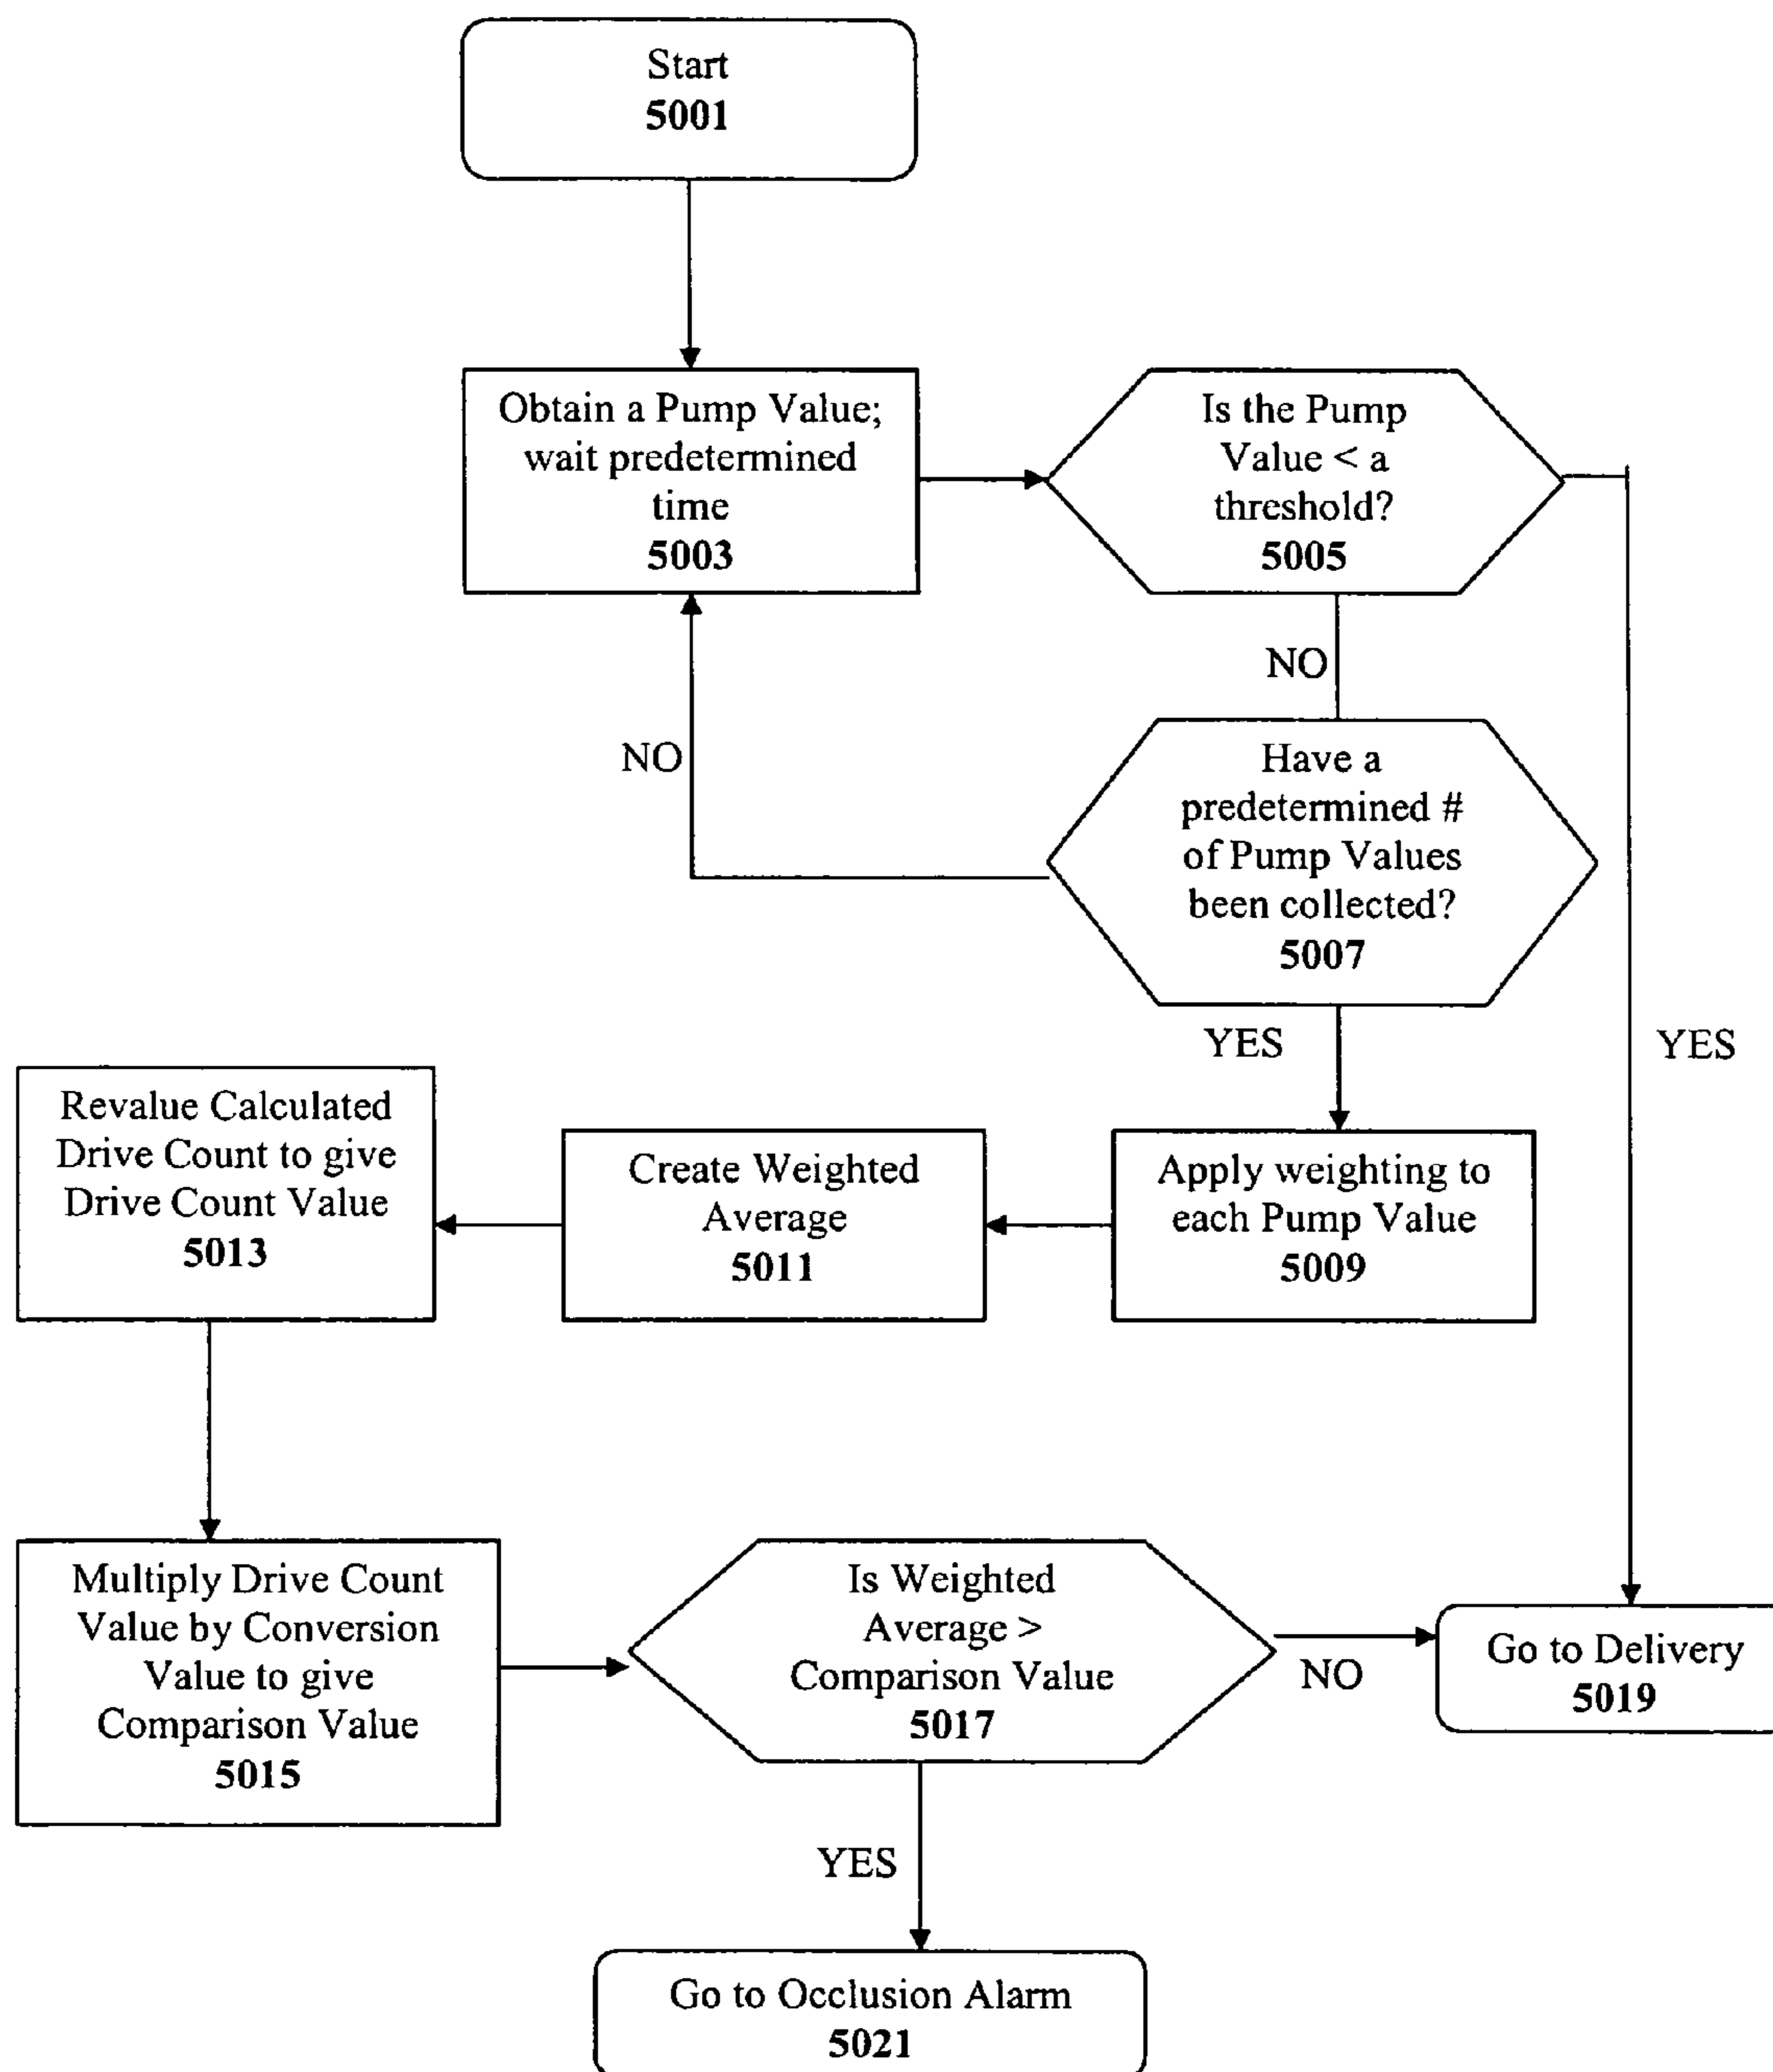 Start
5001
Obtain a Pump Value;
wait predetermined
time
5003
Is the Pump
Value < a
threshold?
5005
NO
NO
Have a
predetermined #
of Pump Values
been collected?
5007
YES
YES
Revalue Calculated
Drive Count to give
Drive Count Value
5013
Create Weighted
Average
5011
Apply weighting to
each Pump Value
5009
Multiply Drive Count
Value by Conversion
Value to give
Comparison Value
5015
Is Weighted
Average >
Comparison Value
5017
NO
Go to Delivery
5019
YES
Go to Occlusion Alarm
5021